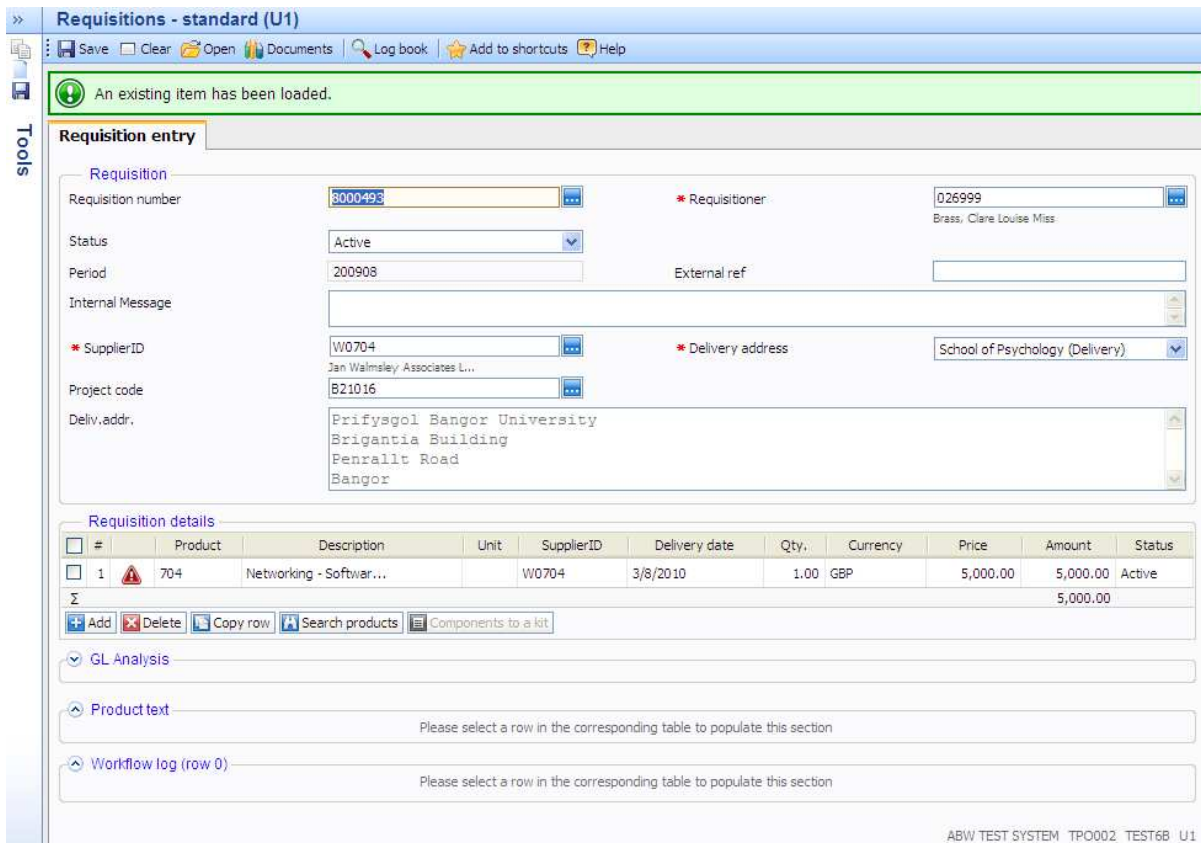 »
Requisitions - standard (U1)
Save Clear Open Documents Log book Add to shortcuts Help
An existing item has been loaded.
Tools
Requisition entry
Requisition
Requisition number 8000493 * Requisitioner 026999
Brass, Clare Louise Miss
Status Active
Period 200908 External ref
Internal Message
* SupplierID W0704 * Delivery address School of Psychology (Delivery)
Jan Walmsley Associates L...
Project code B21016
Deliv.addr. Prifysgol Bangor University
Brigantia Building
Penrallt Road
Bangor
Requisition details
# Product Description Unit SupplierID Delivery date Qty. Currency Price Amount Status
1 704 Networking - Softwar... W0704 3/8/2010 1.00 GBP 5,000.00 5,000.00 Active
Σ 5,000.00
Add Delete Copy row Search products Components to a kit
GL Analysis
Product text
Please select a row in the corresponding table to populate this section
Workflow log (row 0)
Please select a row in the corresponding table to populate this section
ABW TEST SYSTEM TPO002 TEST6B U1